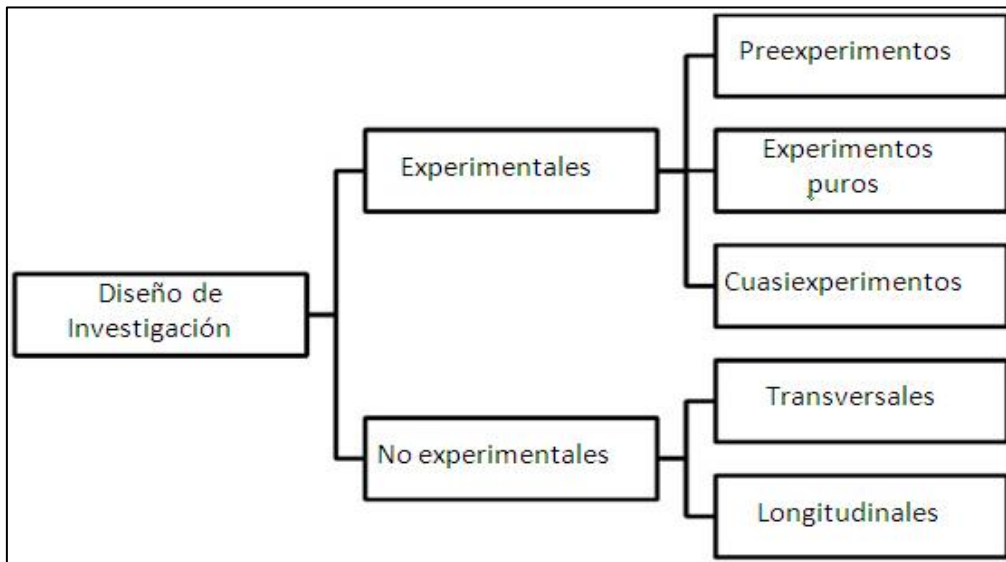 Diseño de
Investigación
Experimentales
No experimentales
Preexperimentos
Experimentos
puros
Cuasiexperimentos
Transversales
Longitudinales